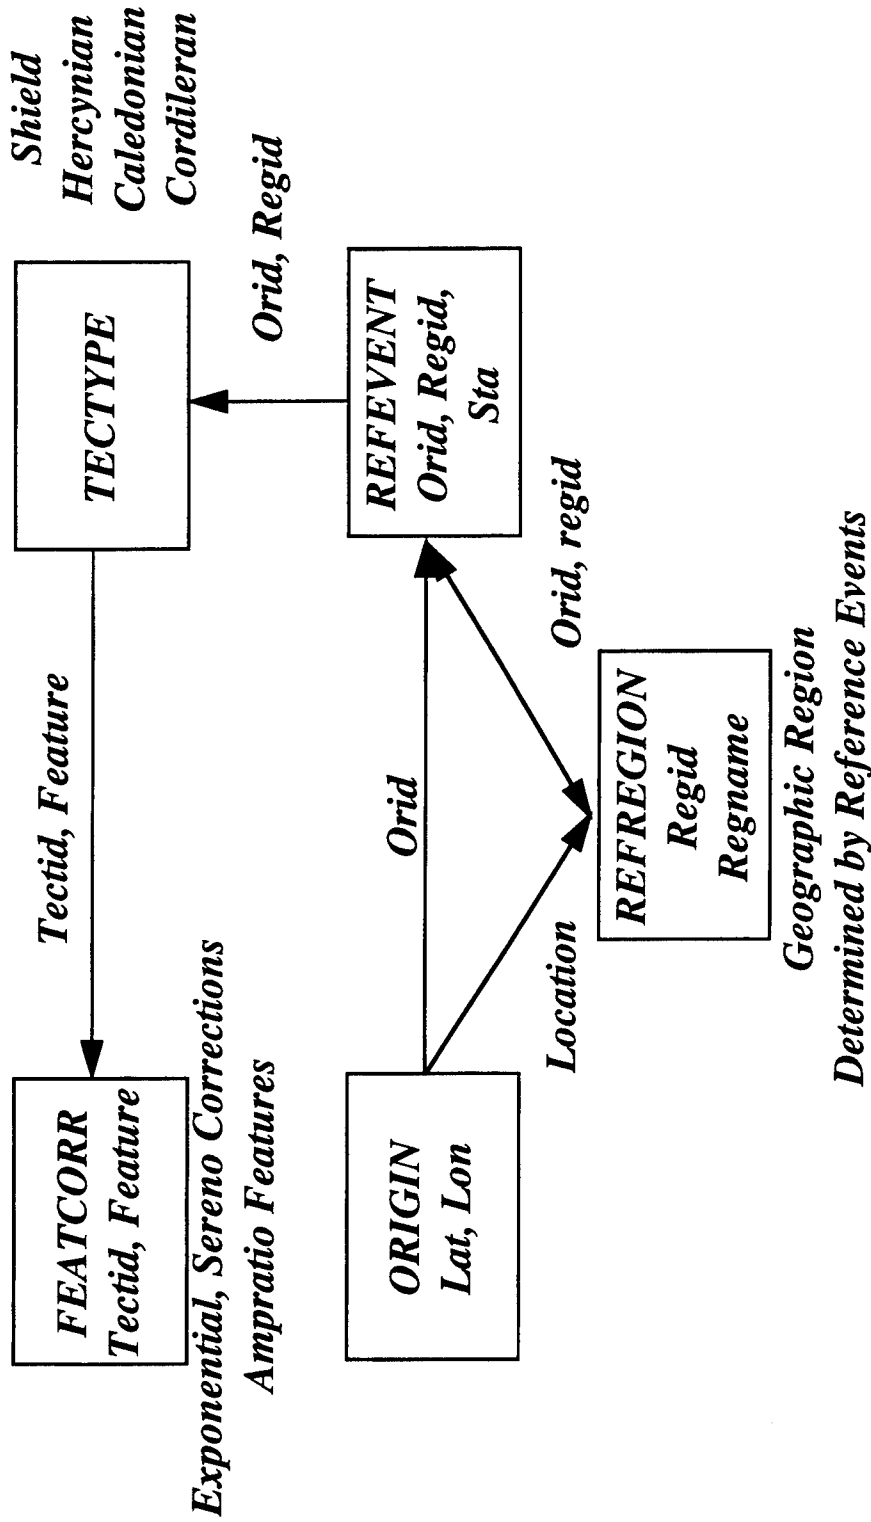 FEATCORR
Tectid, Feature
Exponential, Sereno Corrections
Ampratio Features
Tectid, Feature
TECTYPE
Shield
Hercynian
Caledonian
Cordileran
Orid, Regid
ORIGIN
Lat, Lon
Orid
REFEVENT
Orid, Regid,
Sta
Location
Orid, regid
REFREGION
Regid
Regname
Geographic Region
Determined by Reference Events